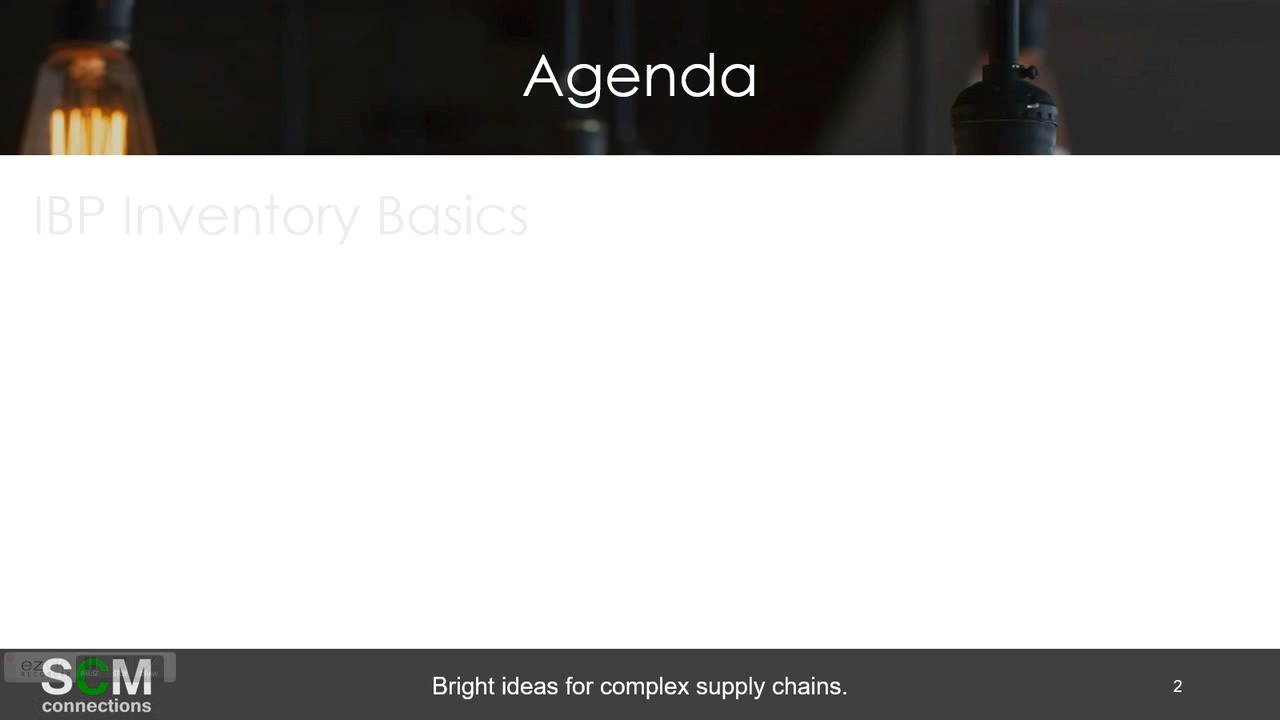 Agenda
IBP Inventory Basics
SCM
connections
Bright ideas for complex supply chains.
2